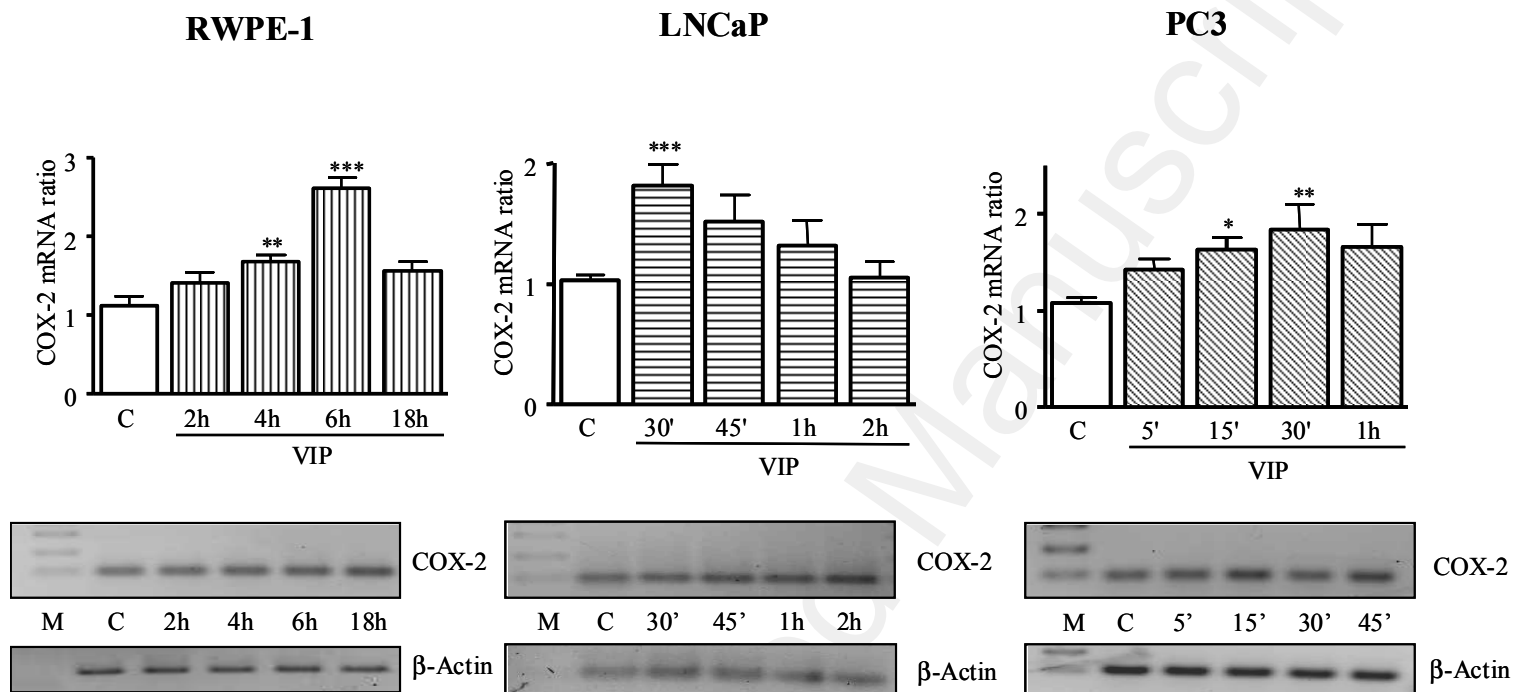 RWPE-1
LNCaP
PC3
COX-2 mRNA ratio
3
2
1
0
***
**
C 2h 4h 6h 18h
VIP
COX-2 mRNA ratio
2
1
0
***
C 30' 45' 1h 2h
VIP
COX-2 mRNA ratio
2
1
0
*
**
C 5' 15' 30' 1h
VIP
COX-2
M C 2h 4h 6h 18h
β-Actin
COX-2
M C 30’ 45’ 1h 2h
β-Actin
COX-2
M C 5’ 15’ 30’ 45’
β-Actin
Manuscrip